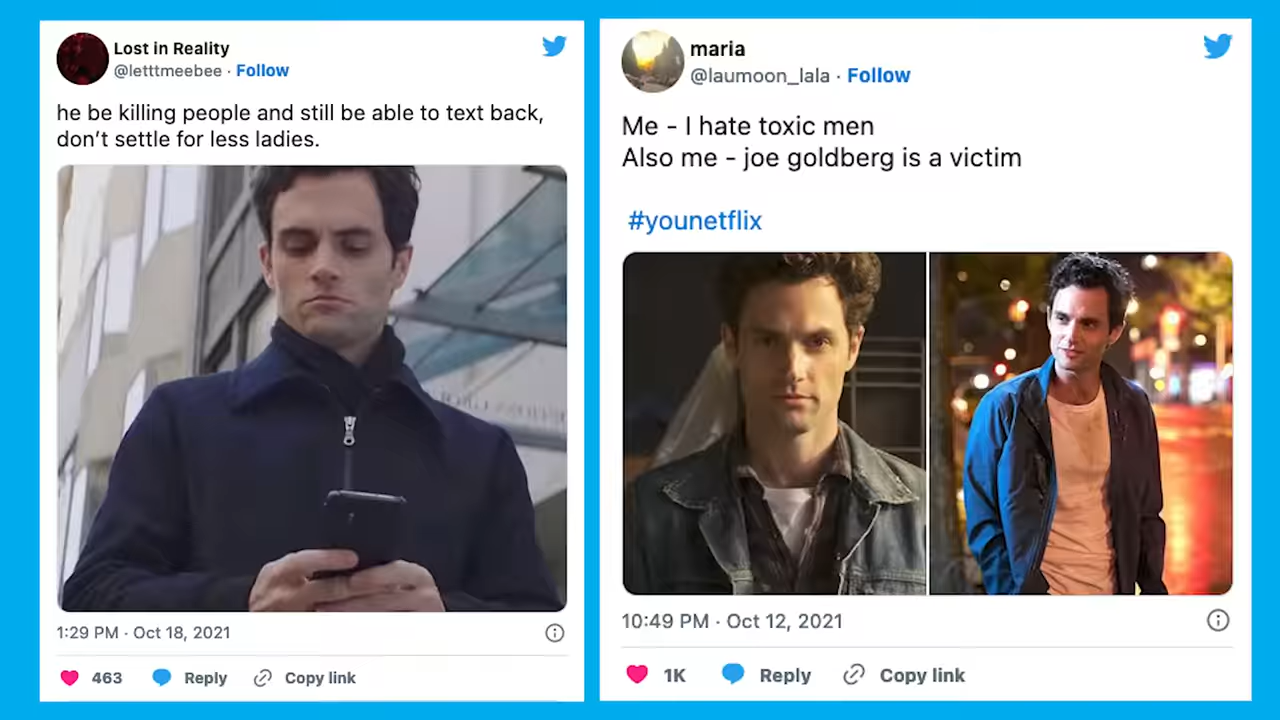 Lost in Reality
@letttmeebee · Follow
he be killing people and still be able to text back,
don’t settle for less ladies.
1:29 PM · Oct 18, 2021
463 Reply Copy link
maria
@laumoon_lala · Follow
Me - I hate toxic men
Also me - joe goldberg is a victim
#younetflix
10:49 PM · Oct 12, 2021
1K Reply Copy link